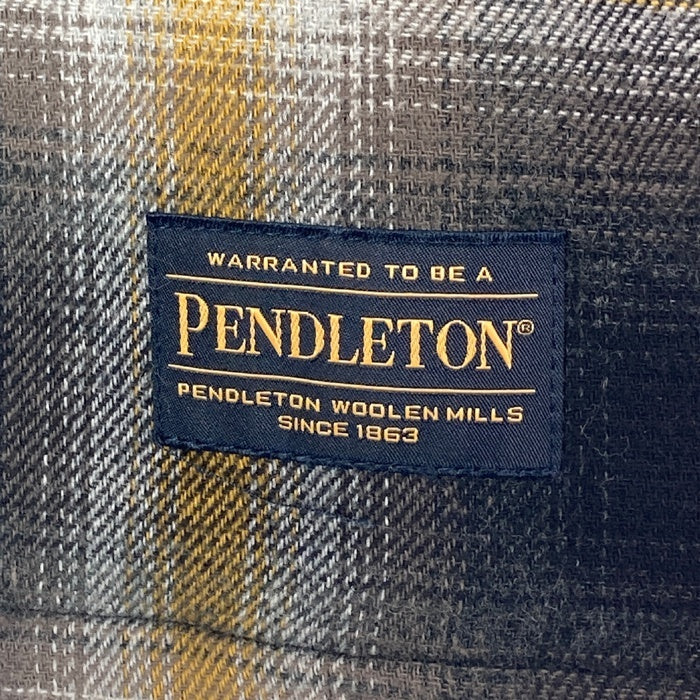 WARRANTED TO BE A
PENDLETON®
PENDLETON WOOLEN MILLS
SINCE 1863